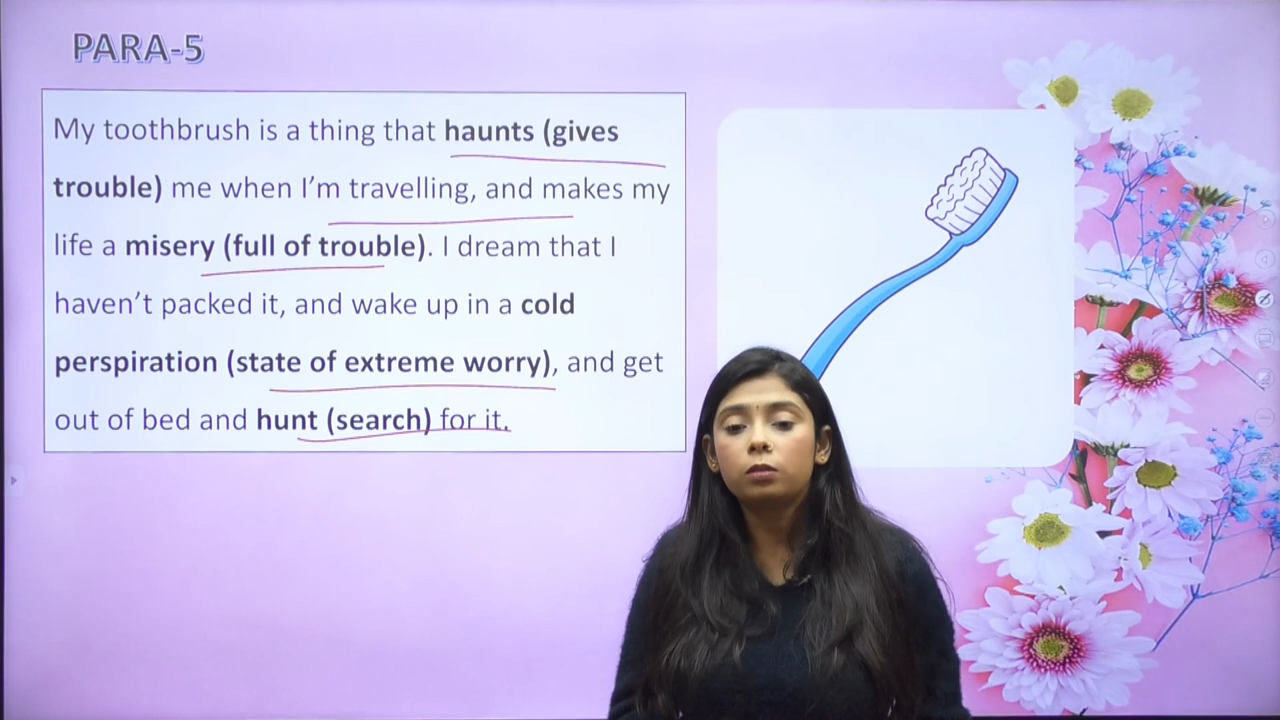 PARA-5
My toothbrush is a thing that haunts (gives
trouble) me when I’m travelling, and makes my
life a misery (full of trouble). I dream that I
haven’t packed it, and wake up in a cold
perspiration (state of extreme worry), and get
out of bed and hunt (search) for it.